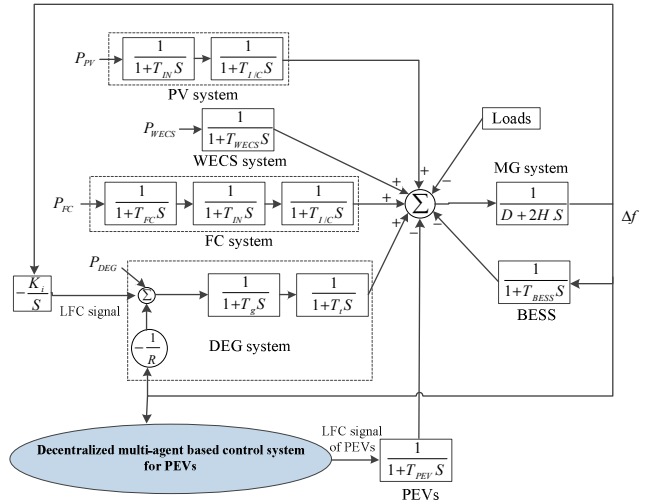 P_PV
1
1+T_IN S
1
1+T_I/C S
PV system
P_WECS
1
1+T_WECS S
WECS system
Loads
MG system
P_FC
1
1+T_FC S
1
1+T_IN S
1
1+T_I/C S
FC system
+
+
+
+
−
−
−
Σ
1
D + 2H S
Δf
P_DEG
−K_i
S
LFC signal
Σ
1
1+T_g S
1
1+T_t S
−1
R
DEG system
1
1+T_BESS S
BESS
Decentralized multi-agent based control system
for PEVs
LFC signal
of PEVs
1
1+T_PEV S
PEVs